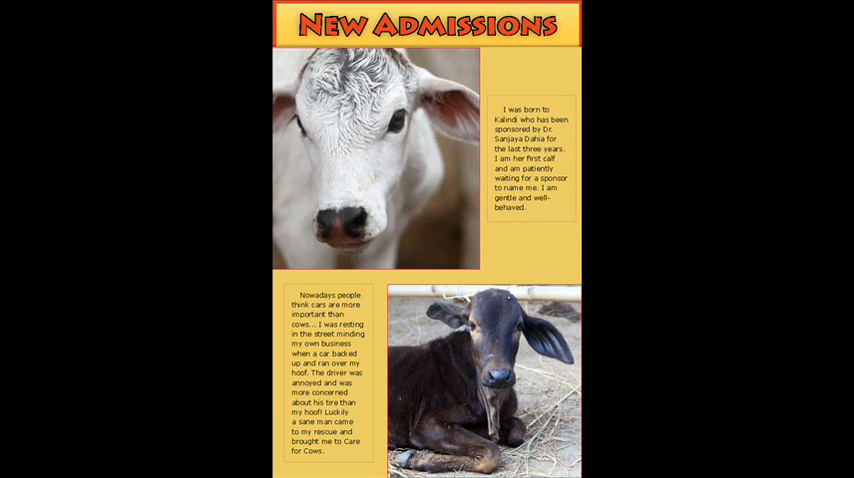 New Admissions
I was born to
Kalindi who has been
sponsored by Dr.
Sanjaya Dahia for
the last three years.
I am her first calf
and am patiently
waiting for a sponsor
to name me. I am
gentle and well-
behaved.
Nowadays people
think cars are more
important than
cows... I was resting
in the street minding
my own business
when a car backed
up and ran over my
hoof. The driver was
annoyed and was
more concerned
about his tire than
my hoof! Luckily
a sane man came
to my rescue and
brought me to Care
for Cows.